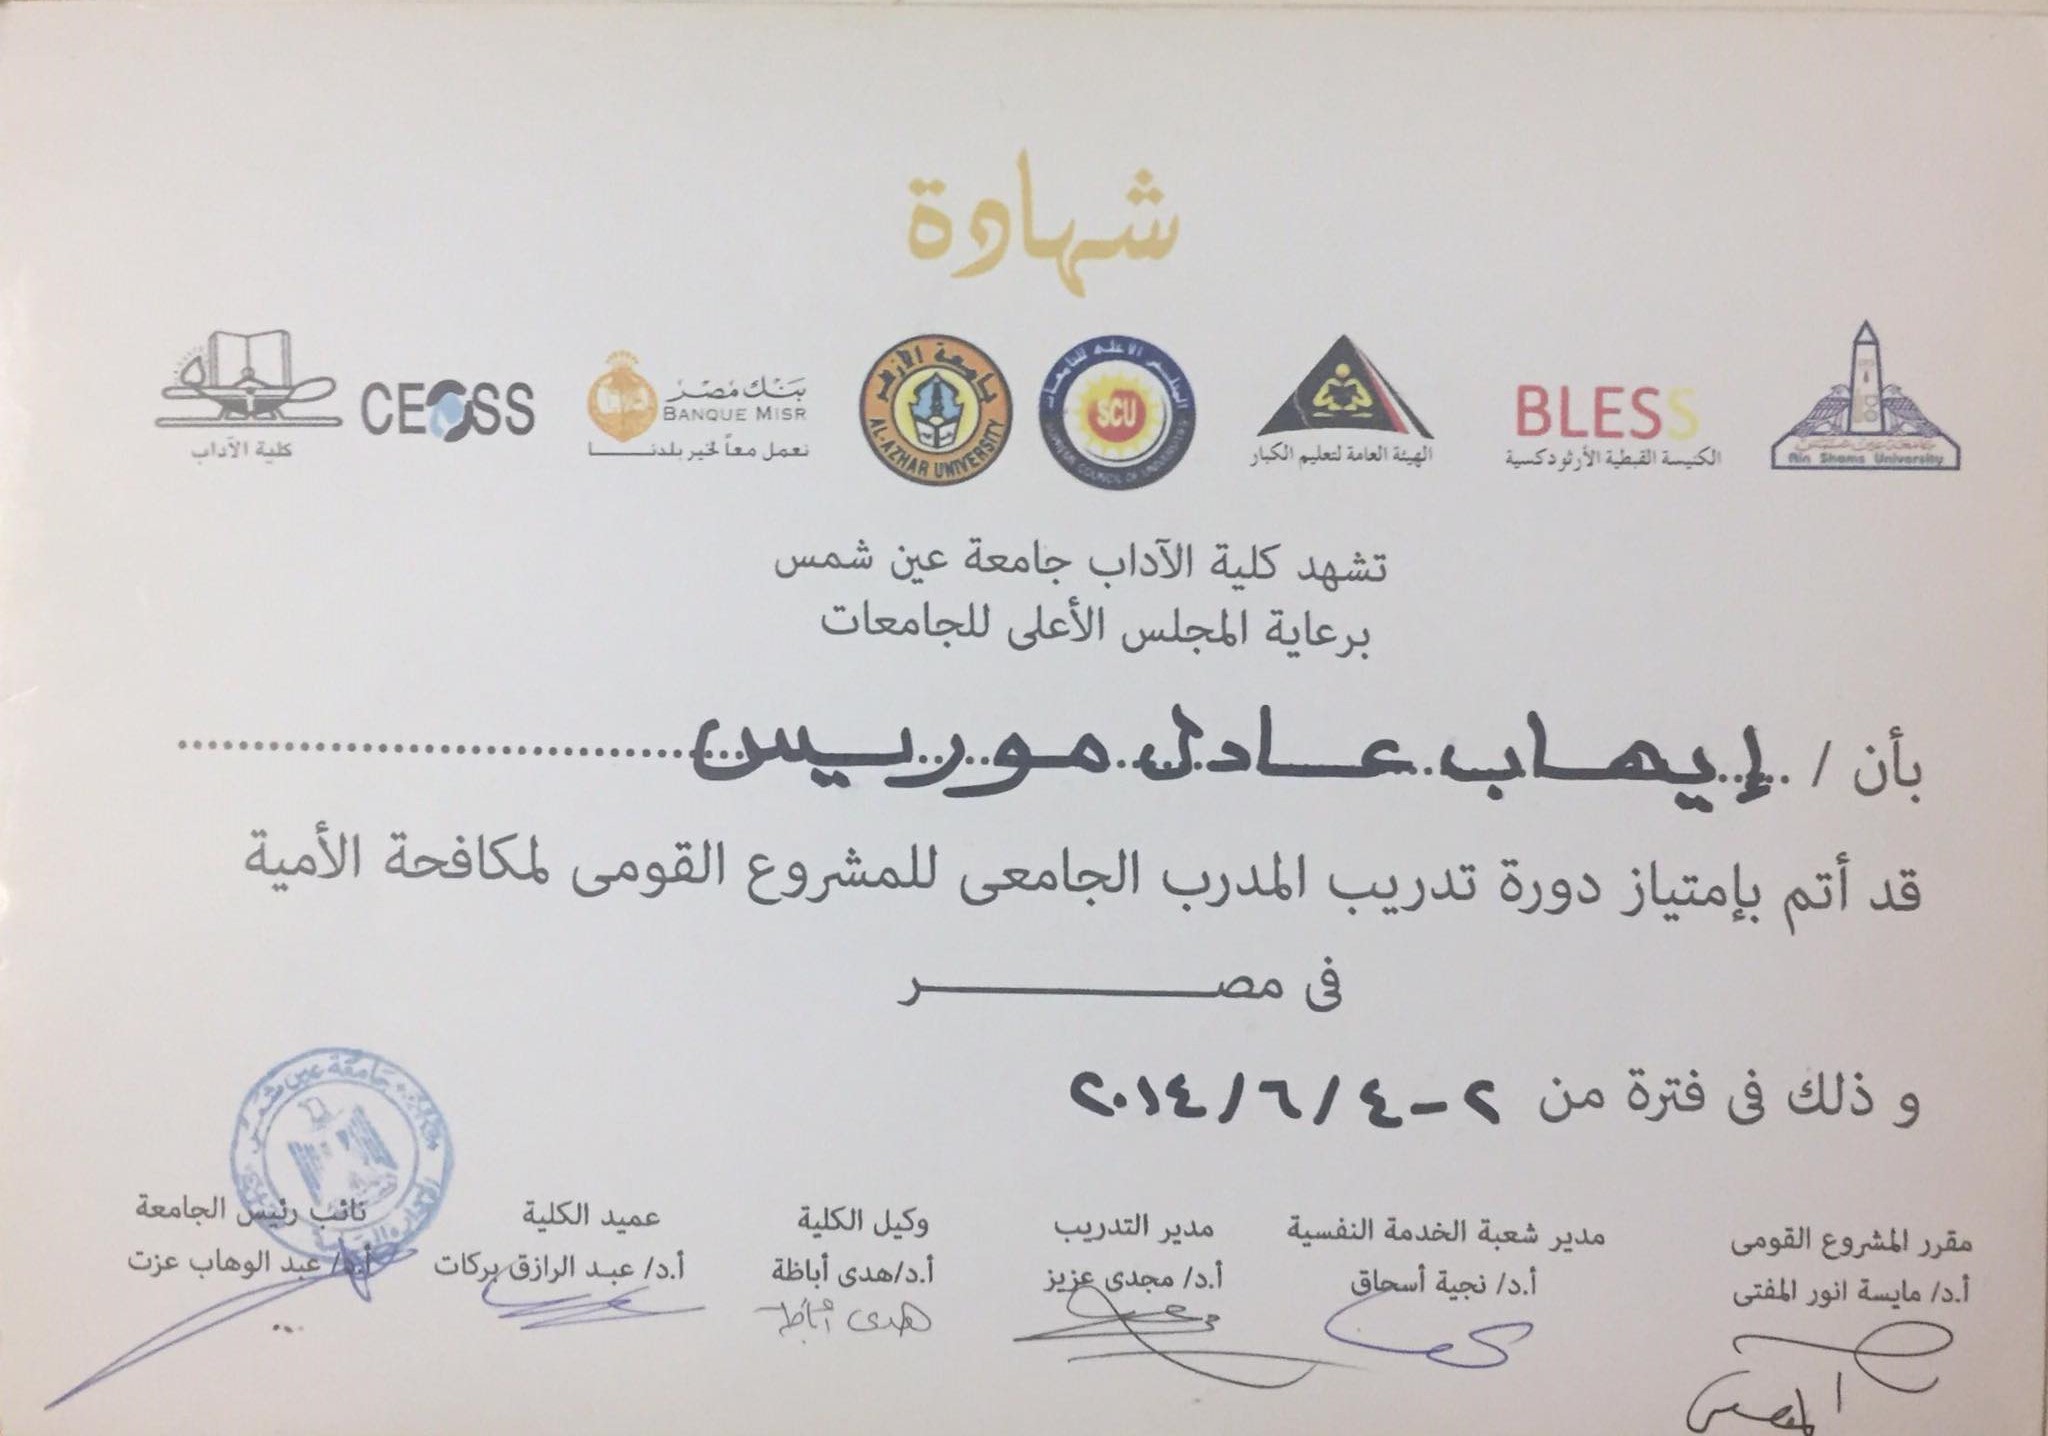 شهادة
Ain Shams University
BLESS
الكنيسة القبطية الأرثودكسية
الهيئة العامة لتعليم الكبار
المجلس الأعلى للجامعات
SCU
SUPREME COUNCIL OF UNIVERSITIES
جامعة الأزهر
AL-AZHAR UNIVERSITY
بنك مصر
BANQUE MISR
نعمل معاً لخير بلدنا
CEOSS
كلية الآداب
تشهد كلية الآداب جامعة عين شمس
برعاية المجلس الأعلى للجامعات
بأن / إيهاب عادل موريس
قد أتم بإمتياز دورة تدريب المدرب الجامعى للمشروع القومى لمكافحة الأمية
فى مصـــــــر
و ذلك فى فترة من ٢-٤/٦/٢٠١٤
مقرر المشروع القومى
أ.د/ مايسة انور المفتى
مدير شعبة الخدمة النفسية
أ.د/ نجية أسحاق
مدير التدريب
أ.د/ مجدى عزيز
وكيل الكلية
أ.د/هدى أباظة
هدى أباظة
عميد الكلية
أ.د/ عبد الرازق بركات
نائب رئيس الجامعة
أ.د/ عبد الوهاب عزت
جامعة عين شمس